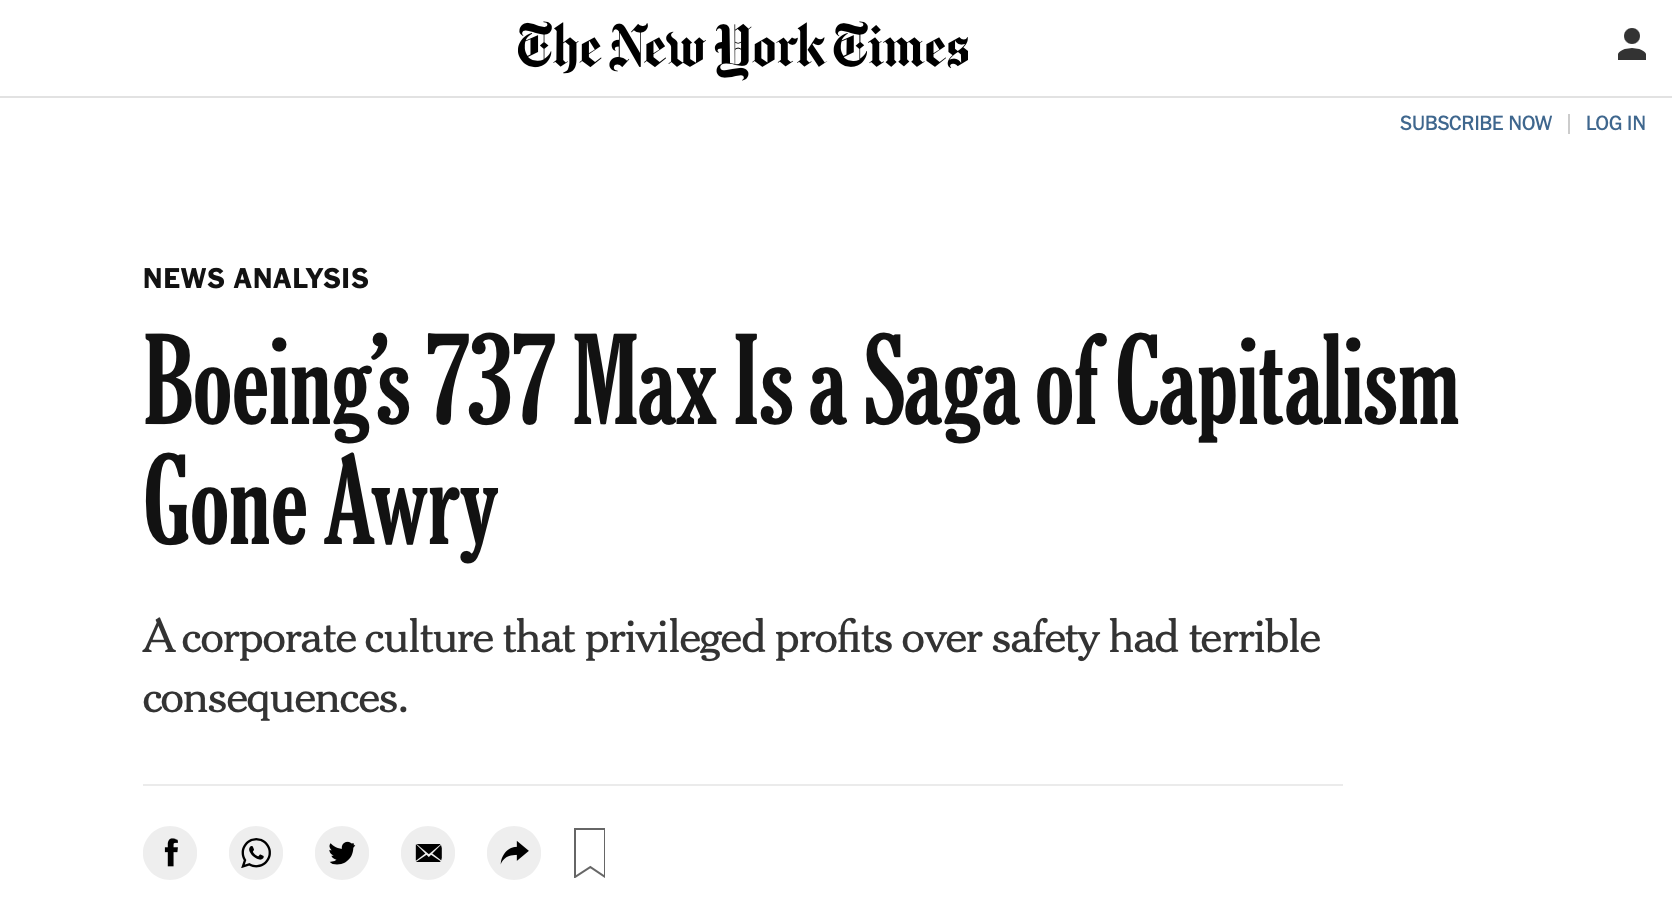 The New York Times
SUBSCRIBE NOW | LOG IN
NEWS ANALYSIS
Boeing’s 737 Max Is a Saga of Capitalism
Gone Awry
A corporate culture that privileged profits over safety had terrible
consequences.